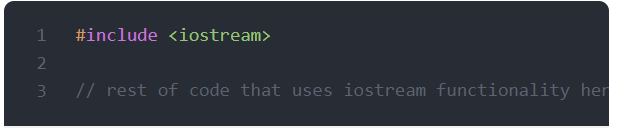 1 #include <iostream>
2
3 // rest of code that uses iostream functionality her